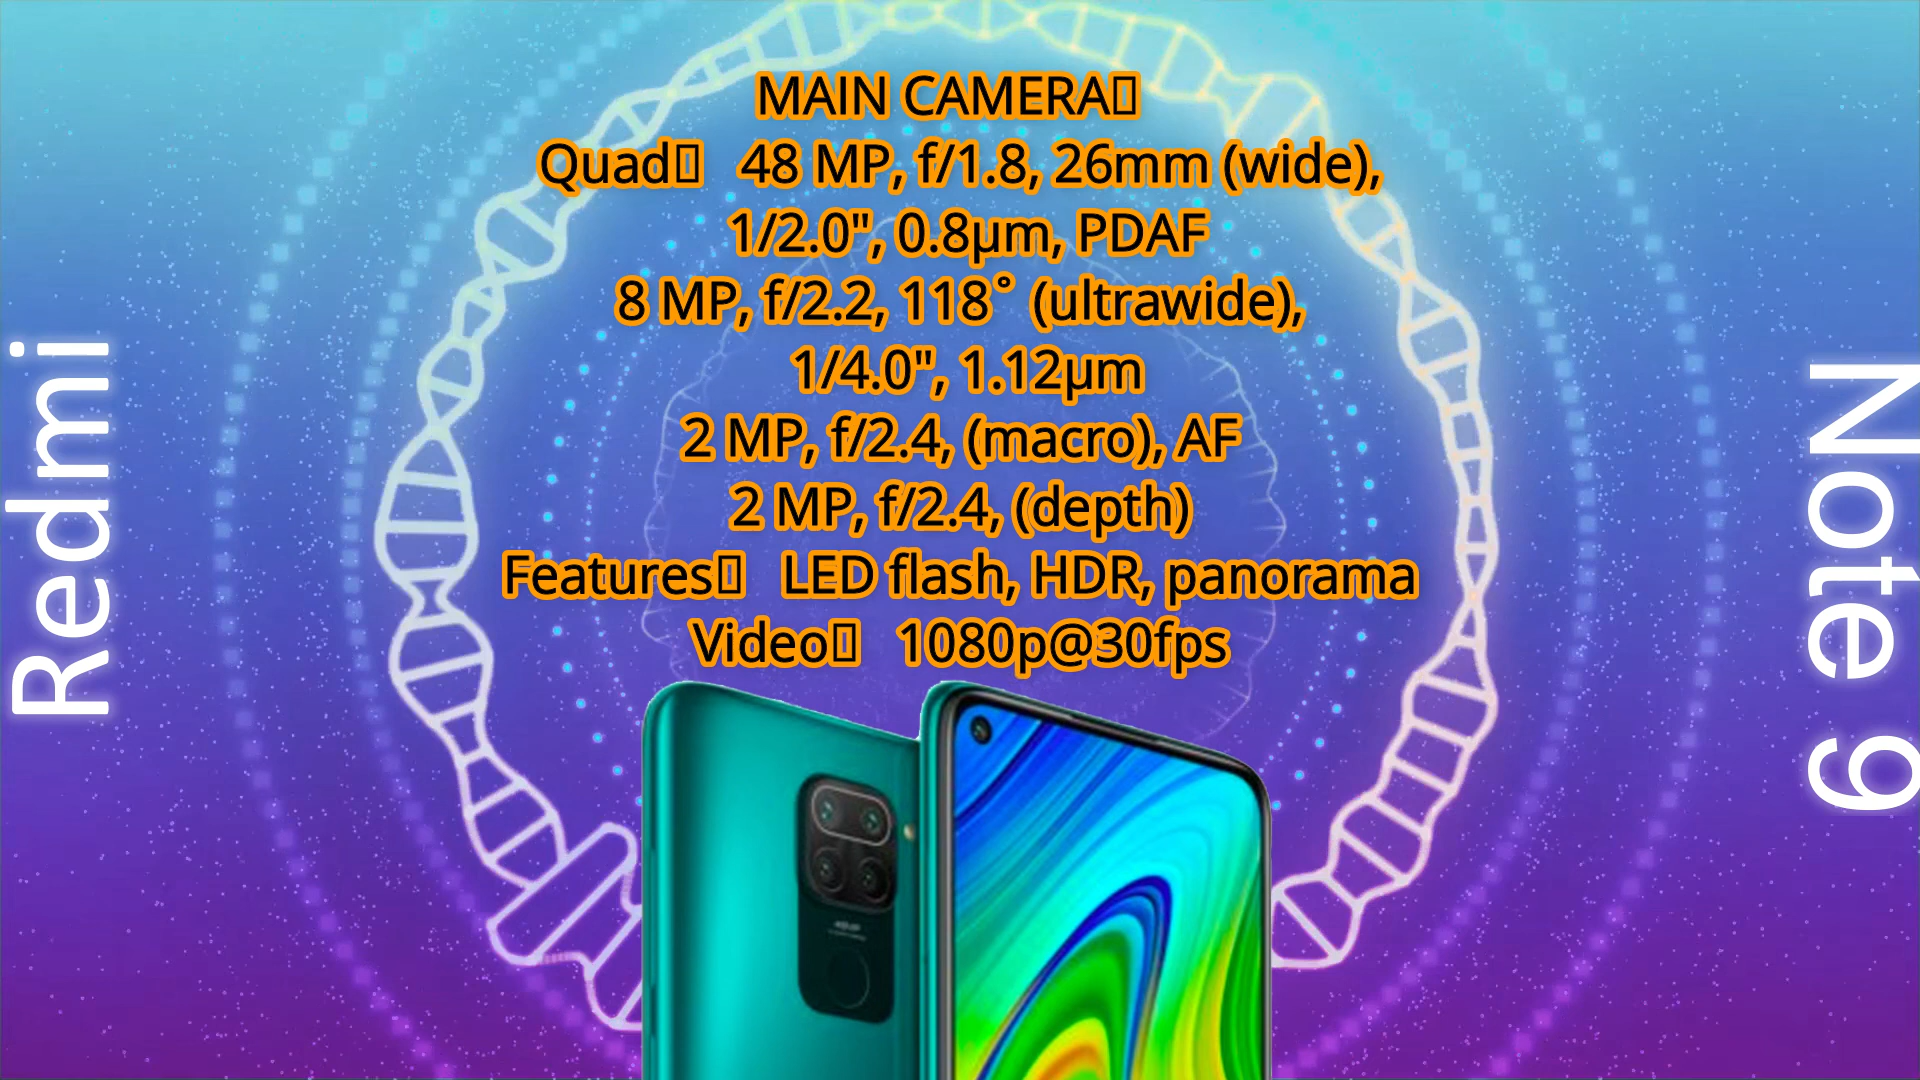 Redmi
MAIN CAMERA
Quad 48 MP, f/1.8, 26mm (wide),
1/2.0", 0.8µm, PDAF
8 MP, f/2.2, 118˚ (ultrawide),
1/4.0", 1.12µm
2 MP, f/2.4, (macro), AF
2 MP, f/2.4, (depth)
Features LED flash, HDR, panorama
Video 1080p@30fps
Note 9